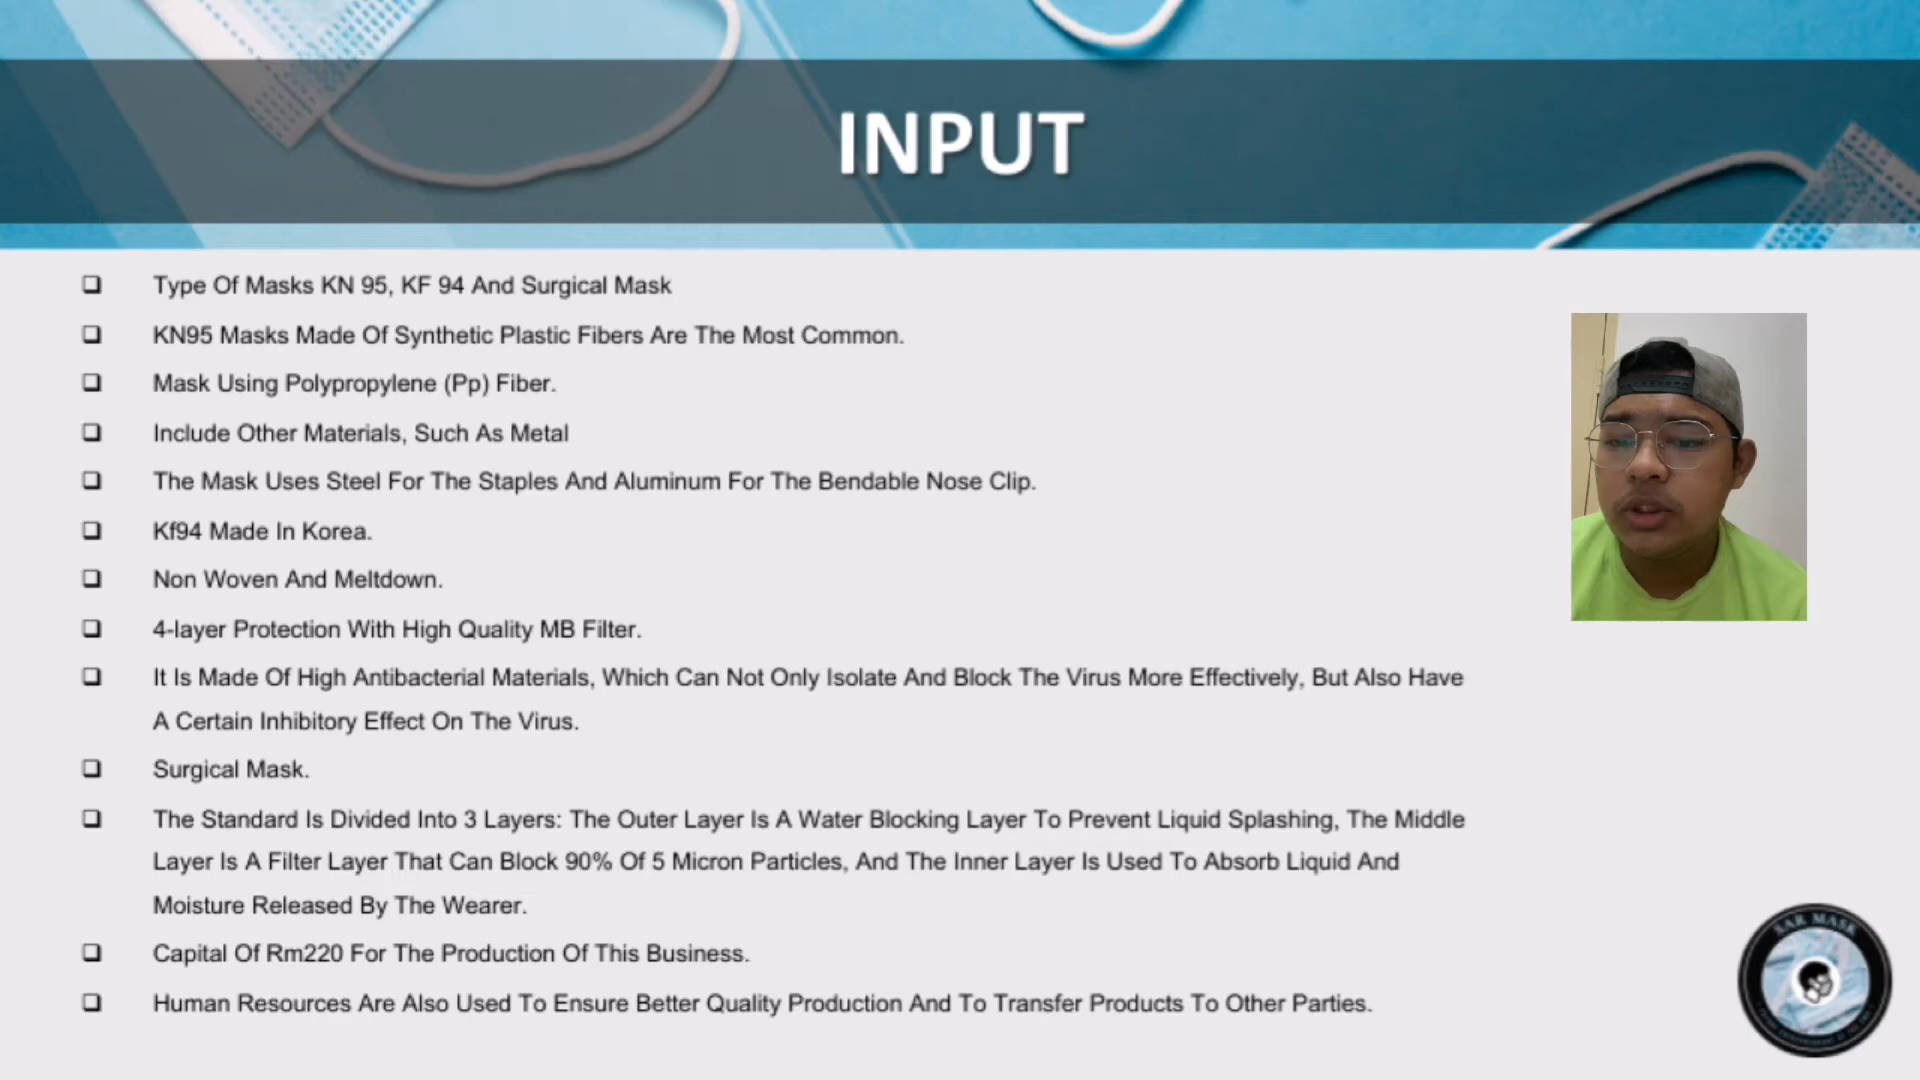 INPUT
Type Of Masks KN 95, KF 94 And Surgical Mask
KN95 Masks Made Of Synthetic Plastic Fibers Are The Most Common.
Mask Using Polypropylene (Pp) Fiber.
Include Other Materials, Such As Metal
The Mask Uses Steel For The Staples And Aluminum For The Bendable Nose Clip.
Kf94 Made In Korea.
Non Woven And Meltdown.
4-layer Protection With High Quality MB Filter.
It Is Made Of High Antibacterial Materials, Which Can Not Only Isolate And Block The Virus More Effectively, But Also Have
A Certain Inhibitory Effect On The Virus.
Surgical Mask.
The Standard Is Divided Into 3 Layers: The Outer Layer Is A Water Blocking Layer To Prevent Liquid Splashing, The Middle
Layer Is A Filter Layer That Can Block 90% Of 5 Micron Particles, And The Inner Layer Is Used To Absorb Liquid And
Moisture Released By The Wearer.
Capital Of Rm220 For The Production Of This Business.
Human Resources Are Also Used To Ensure Better Quality Production And To Transfer Products To Other Parties.
SAR MASK